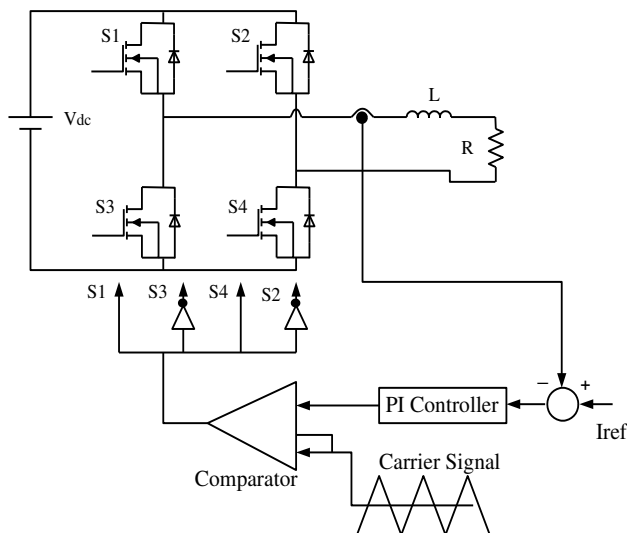 S1
S2
Vdc
L
R
S3
S4
S1
S3
S4
S2
PI Controller
− +
Iref
Comparator
Carrier Signal